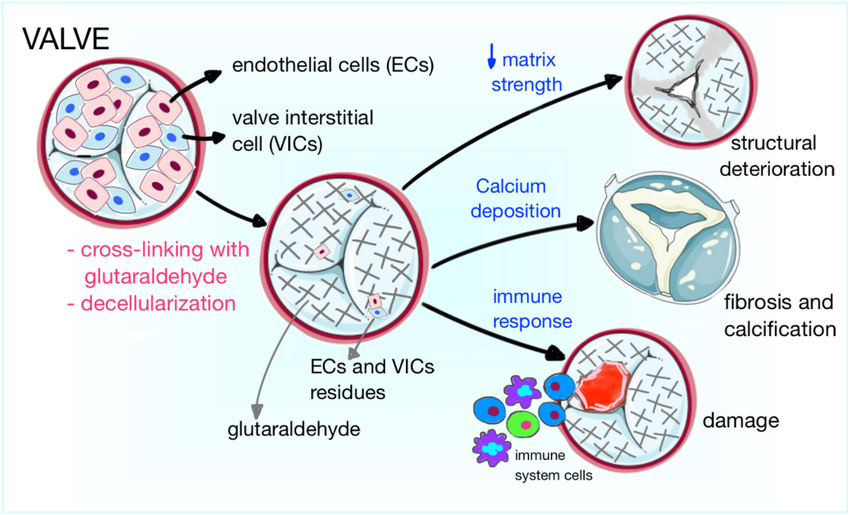 VALVE
endothelial cells (ECs)
valve interstitial
cell (VICs)
- cross-linking with
glutaraldehyde
- decellularization
ECs and VICs
residues
glutaraldehyde
↓ matrix
strength
structural
deterioration
Calcium
deposition
fibrosis and
calcification
immune
response
damage
immune
system cells